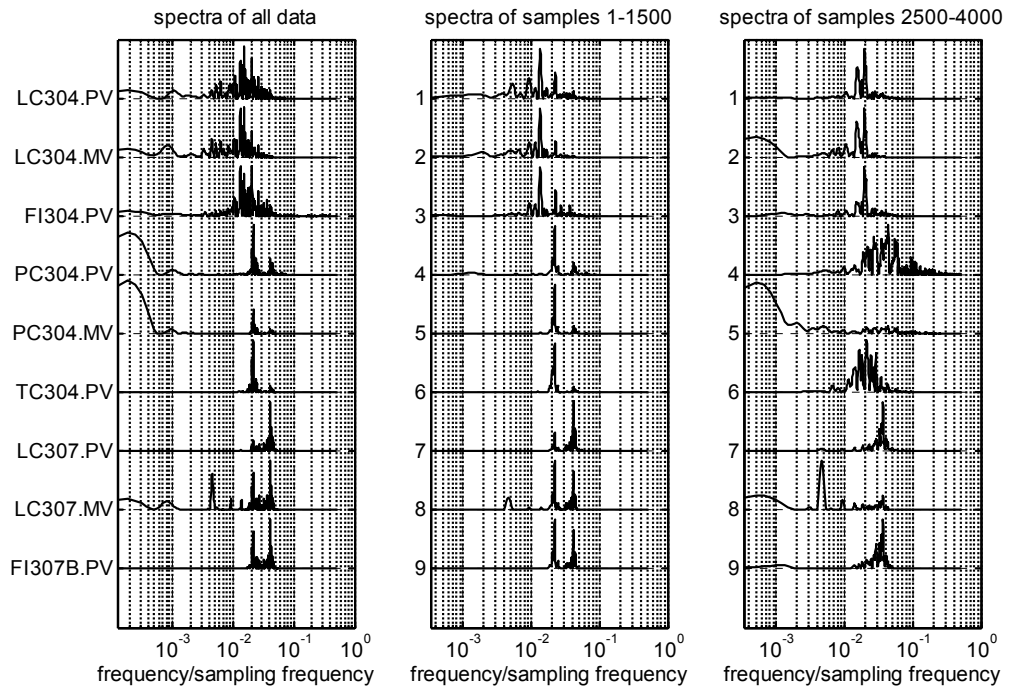 spectra of all data
spectra of samples 1-1500
spectra of samples 2500-4000
LC304.PV
LC304.MV
FI304.PV
PC304.PV
PC304.MV
TC304.PV
LC307.PV
LC307.MV
FI307B.PV
1
2
3
4
5
6
7
8
9
1
2
3
4
5
6
7
8
9
10^-3 10^-2 10^-1 10^0
10^-3 10^-2 10^-1 10^0
10^-3 10^-2 10^-1 10^0
frequency/sampling frequency
frequency/sampling frequency
frequency/sampling frequency